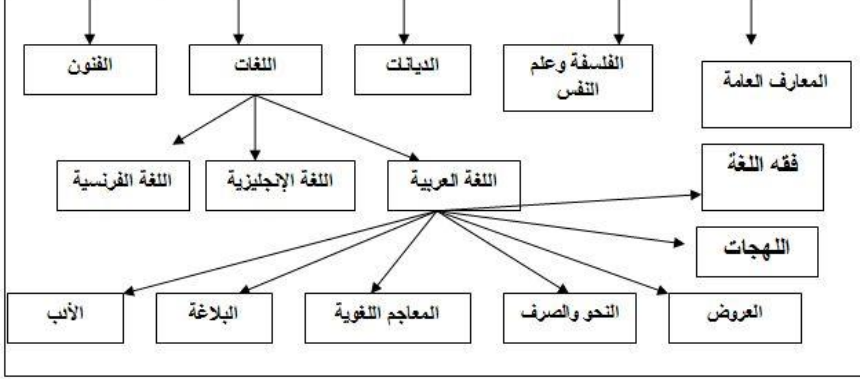 المعارف العامة
الفلسفة وعلم
النفس
الديانات
اللغات
الفنون
فقه اللغة
اللغة العربية
اللغة الإنجليزية
اللغة الفرنسية
اللهجات
العروض
النحو والصرف
المعاجم اللغوية
البلاغة
الأدب